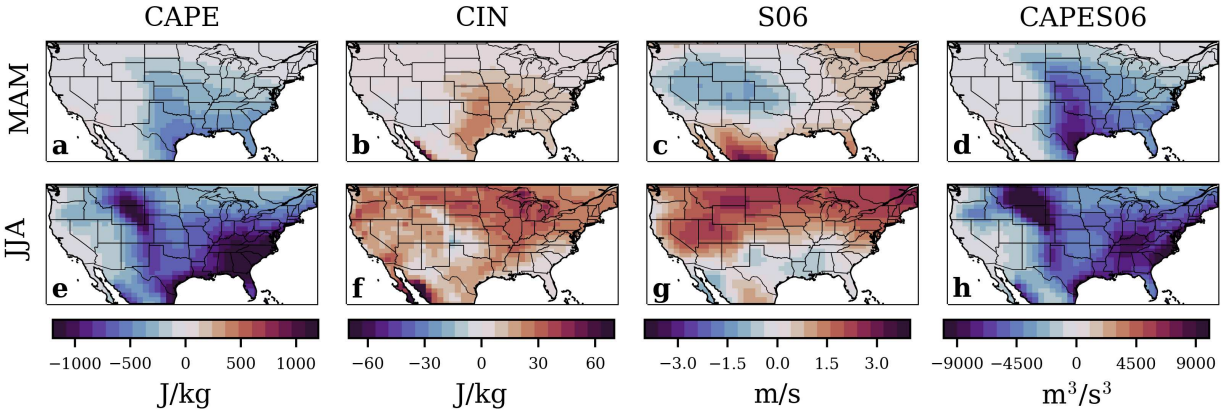 CAPE CIN S06 CAPES06
MAM
a b c d
JJA
e f g h
−1000 −500 0 500 1000 −60 −30 0 30 60 −3.0 −1.5 0.0 1.5 3.0 −9000 −4500 0 4500 9000
J/kg J/kg m/s m³/s³